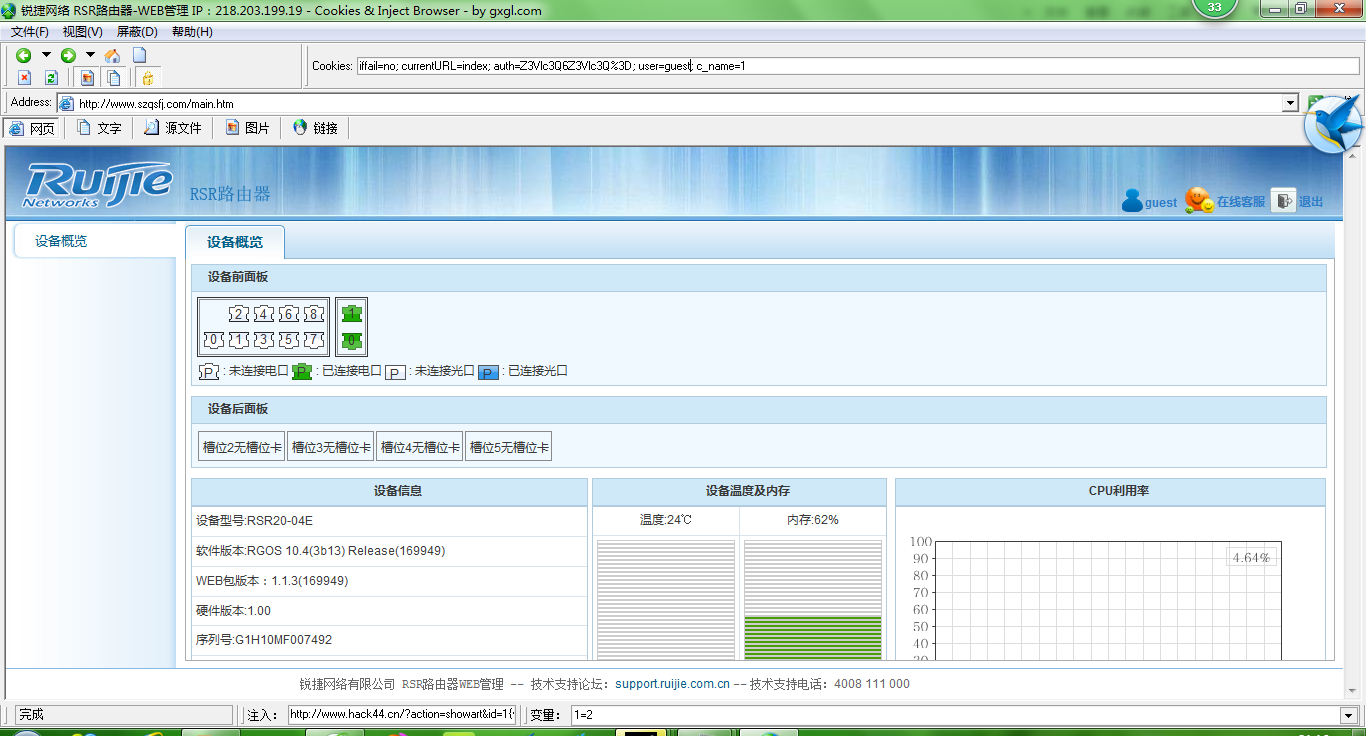 锐捷网络 RSR路由器-WEB管理 IP：218.203.199.19 - Cookies & Inject Browser - by gxgl.com
33
文件(F) 视图(V) 屏蔽(D) 帮助(H)
Cookies: iffail=no; currentURL=index; auth=Z3Vlc3Q6Z3Vlc3Q%3D; user=guest; c_name=1
Address: http://www.szqsfj.com/main.htm
网页 文字 源文件 图片 链接
Ruijie Networks RSR路由器
guest 在线客服 退出
设备概览
设备概览
设备前面板
2 4 6 8 1
0 1 3 5 7 0
P : 未连接电口 P : 已连接电口 P : 未连接光口 P : 已连接光口
设备后面板
槽位2无槽位卡 槽位3无槽位卡 槽位4无槽位卡 槽位5无槽位卡
设备信息
设备型号:RSR20-04E
软件版本:RGOS 10.4(3b13) Release(169949)
WEB包版本：1.1.3(169949)
硬件版本:1.00
序列号:G1H10MF007492
设备温度及内存
温度:24℃ 内存:62%
CPU利用率
4.64%
100
90
80
70
60
50
40
30
锐捷网络有限公司 RSR路由器WEB管理 -- 技术支持论坛：support.ruijie.com.cn -- 技术支持电话：4008 111 000
完成 注入： http://www.hack44.cn/?action=showart&id=1{ 变量： 1=2